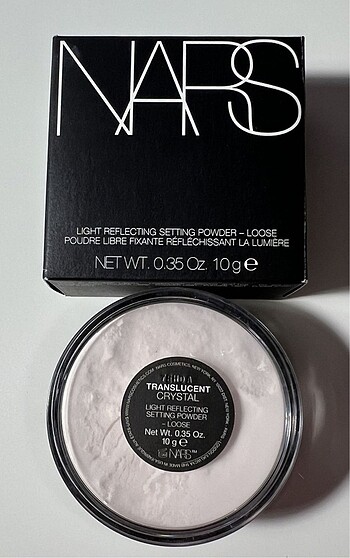 NARS
LIGHT REFLECTING SETTING POWDER – LOOSE
POUDRE LIBRE FIXANTE RÉFLÉCHISSANT LA LUMIÈRE
NET WT. 0.35 Oz. 10 g e
TRANSLUCENT
CRYSTAL
LIGHT REFLECTING
SETTING POWDER
– LOOSE
Net Wt. 0.35 Oz.
10 g e
NARS™